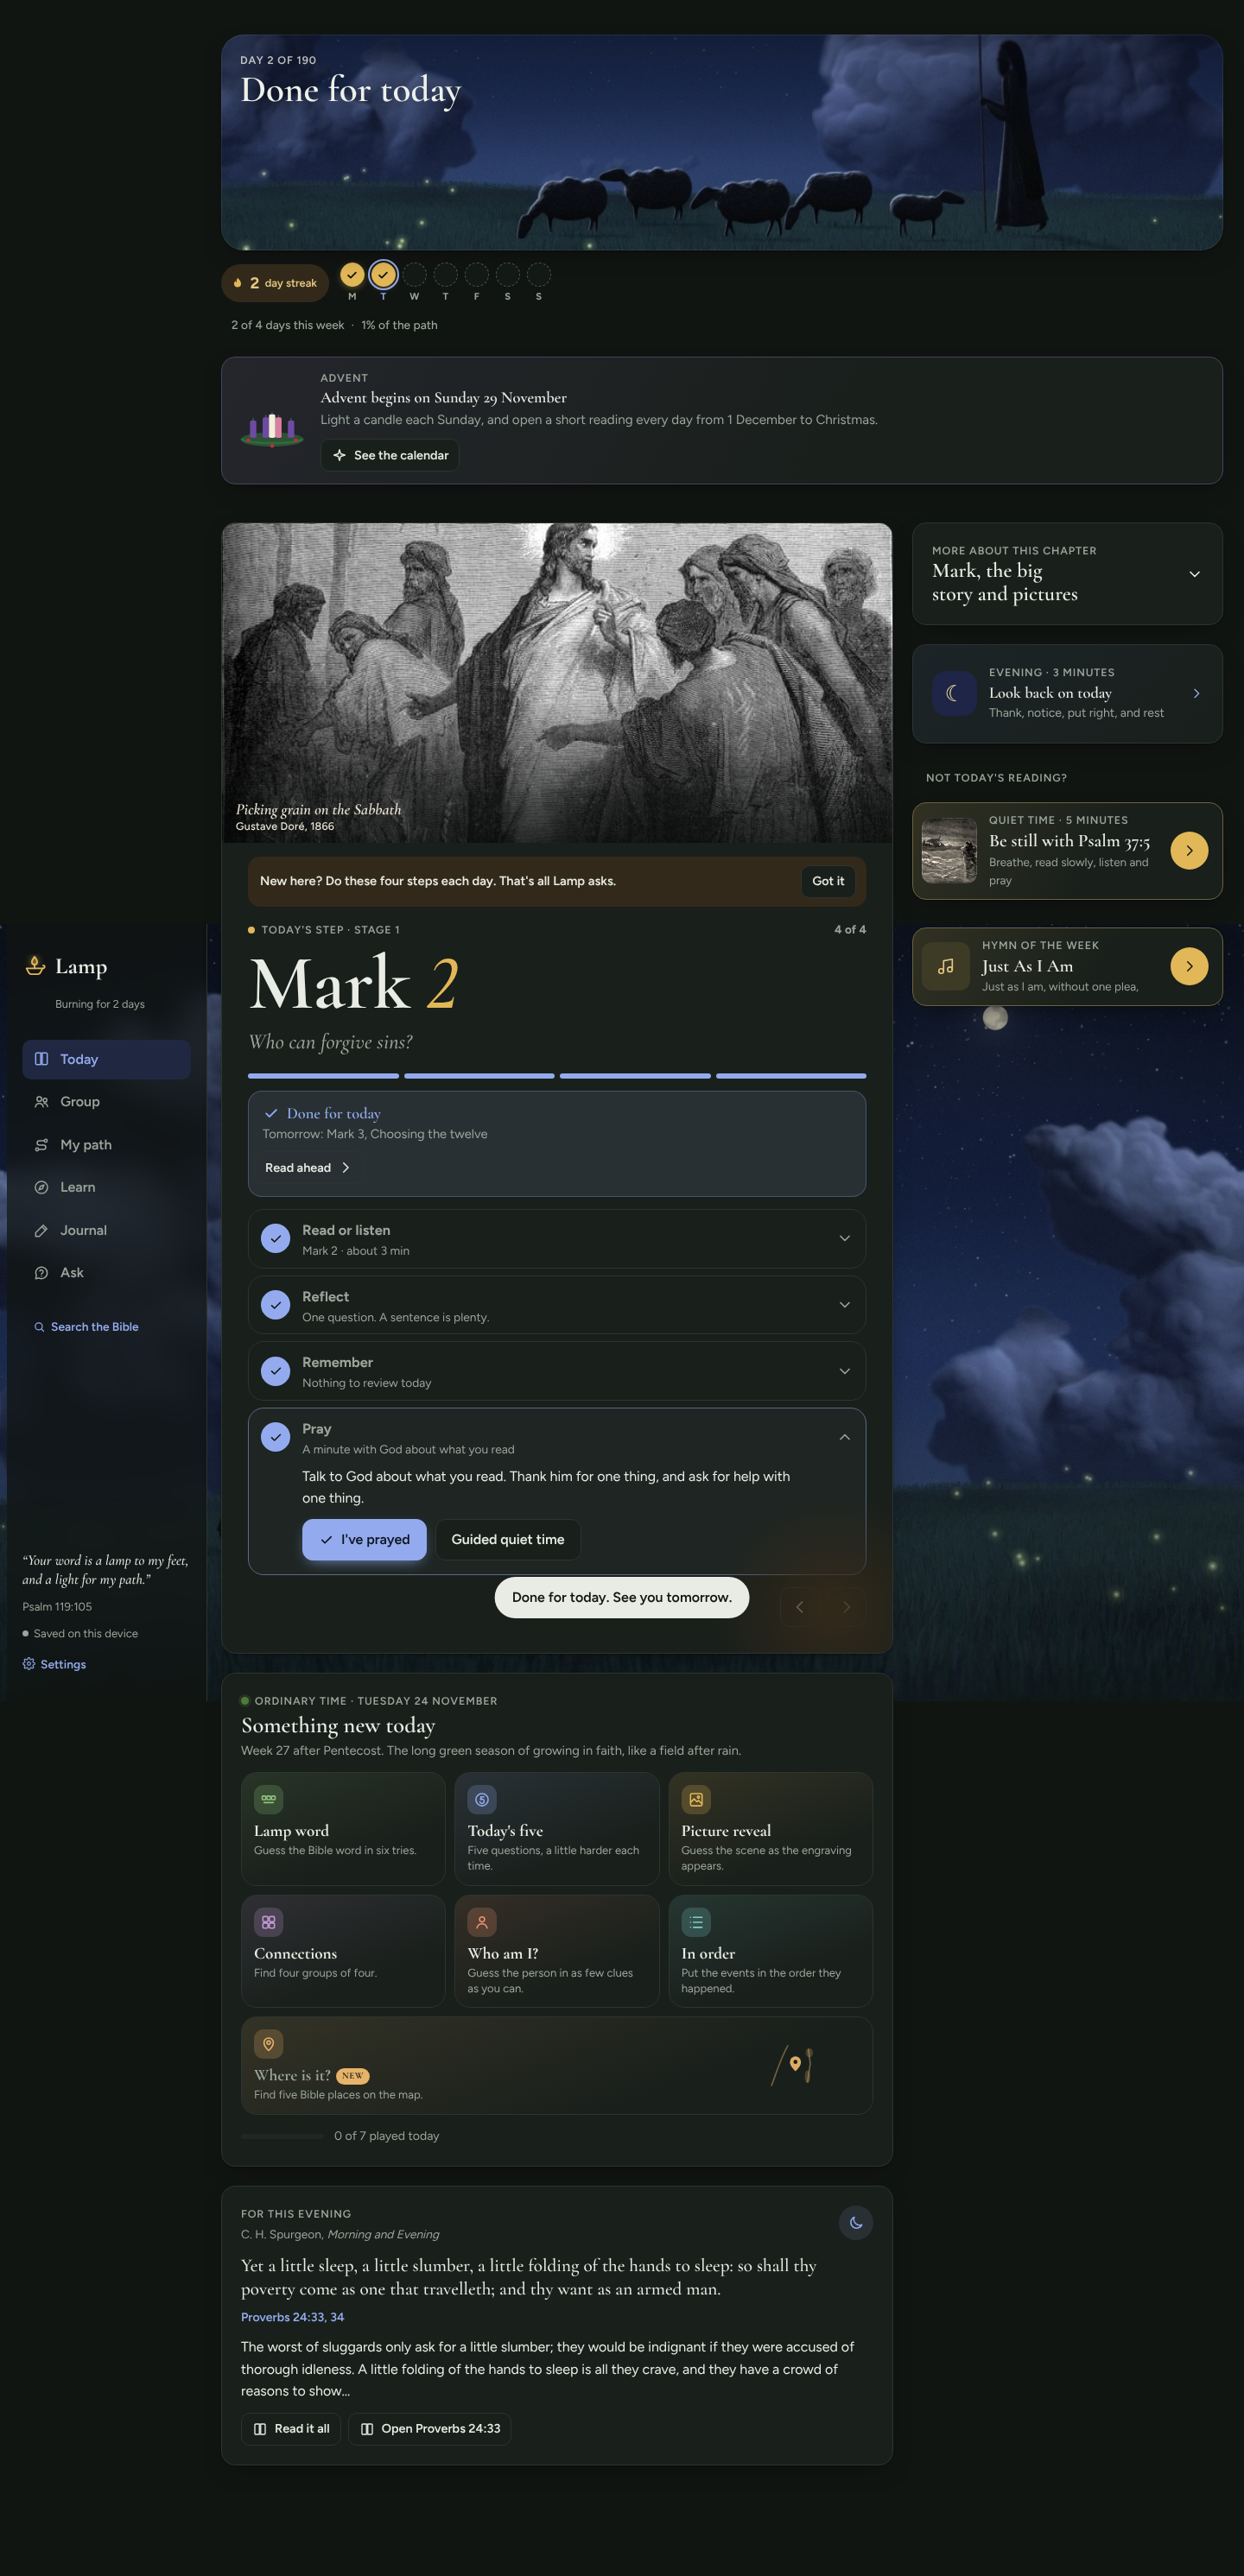 DAY 2 OF 190
Done for today
2 day streak
M T W T F S S
2 of 4 days this week · 1% of the path
ADVENT
Advent begins on Sunday 29 November
Light a candle each Sunday, and open a short reading every day from 1 December to Christmas.
See the calendar
Picking grain on the Sabbath
Gustave Doré, 1866
New here? Do these four steps each day. That's all Lamp asks.
Got it
TODAY'S STEP · STAGE 1
4 of 4
Mark 2
Who can forgive sins?
Done for today
Tomorrow: Mark 3, Choosing the twelve
Read ahead
Read or listen
Mark 2 · about 3 min
Reflect
One question. A sentence is plenty.
Remember
Nothing to review today
Pray
A minute with God about what you read
Talk to God about what you read. Thank him for one thing, and ask for help with
one thing.
I've prayed
Guided quiet time
Done for today. See you tomorrow.
MORE ABOUT THIS CHAPTER
Mark, the big
story and pictures
EVENING · 3 MINUTES
Look back on today
Thank, notice, put right, and rest
NOT TODAY'S READING?
QUIET TIME · 5 MINUTES
Be still with Psalm 37:5
Breathe, read slowly, listen and
pray
HYMN OF THE WEEK
Just As I Am
Just as I am, without one plea,
Lamp
Burning for 2 days
Today
Group
My path
Learn
Journal
Ask
Search the Bible
“Your word is a lamp to my feet,
and a light for my path.”
Psalm 119:105
Saved on this device
Settings
ORDINARY TIME · TUESDAY 24 NOVEMBER
Something new today
Week 27 after Pentecost. The long green season of growing in faith, like a field after rain.
Lamp word
Guess the Bible word in six tries.
5
Today's five
Five questions, a little harder each
time.
Picture reveal
Guess the scene as the engraving
appears.
Connections
Find four groups of four.
Who am I?
Guess the person in as few clues
as you can.
In order
Put the events in the order they
happened.
Where is it? NEW
Find five Bible places on the map.
0 of 7 played today
FOR THIS EVENING
C. H. Spurgeon, Morning and Evening
Yet a little sleep, a little slumber, a little folding of the hands to sleep: so shall thy
poverty come as one that travelleth; and thy want as an armed man.
Proverbs 24:33, 34
The worst of sluggards only ask for a little slumber; they would be indignant if they were accused of
thorough idleness. A little folding of the hands to sleep is all they crave, and they have a crowd of
reasons to show…
Read it all
Open Proverbs 24:33